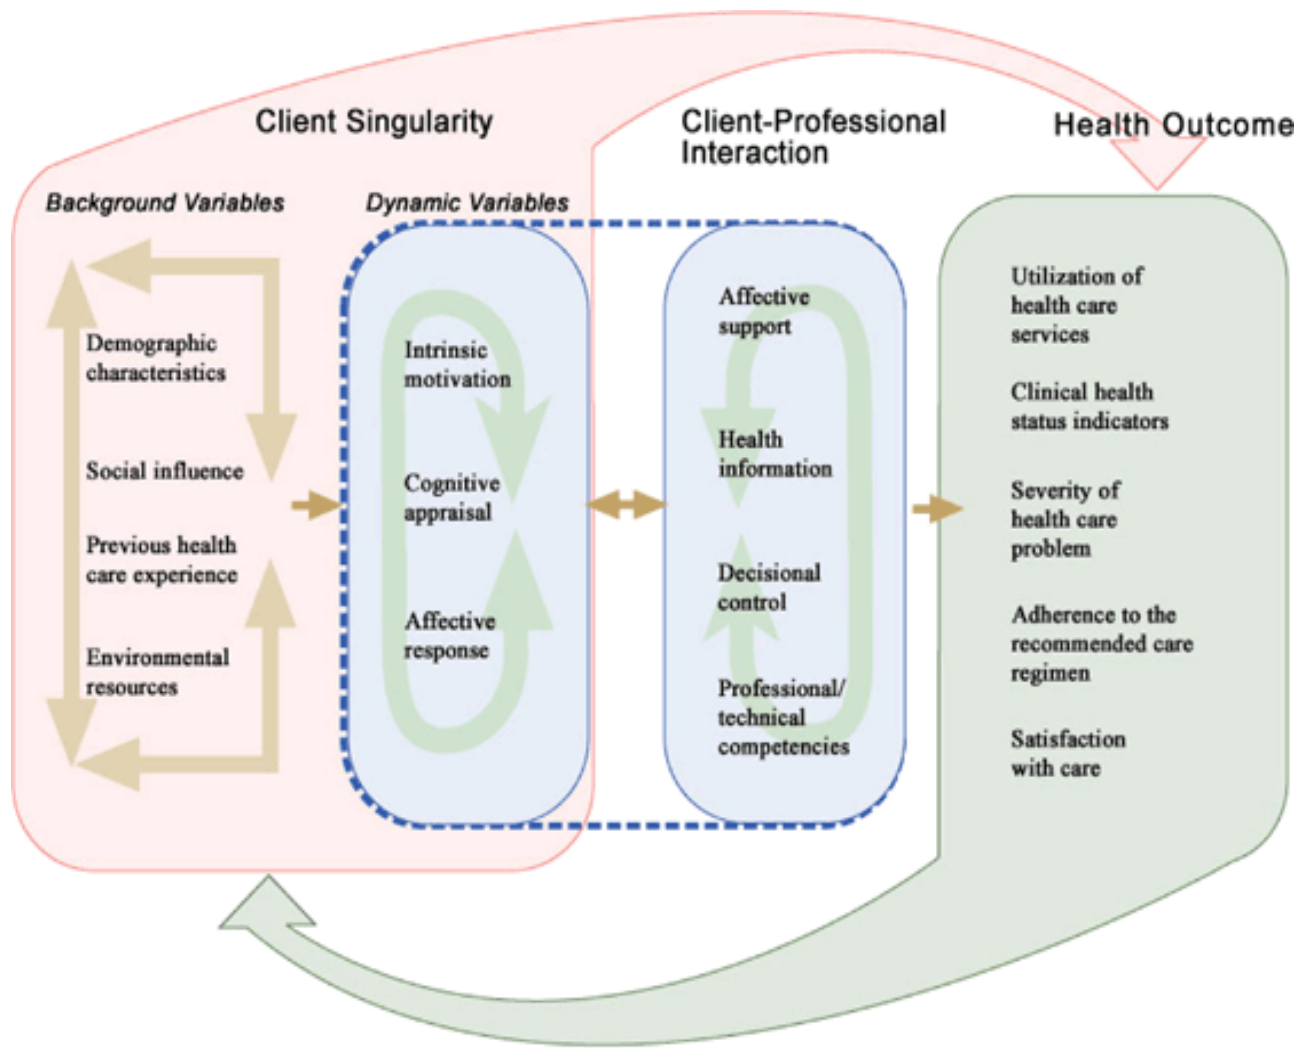 Client Singularity
Client-Professional
Interaction
Health Outcome
Background Variables
Dynamic Variables
Demographic
characteristics
Social influence
Previous health
care experience
Environmental
resources
Intrinsic
motivation
Cognitive
appraisal
Affective
response
Affective
support
Health
information
Decisional
control
Professional/
technical
competencies
Utilization of
health care
services
Clinical health
status indicators
Severity of
health care
problem
Adherence to the
recommended care
regimen
Satisfaction
with care